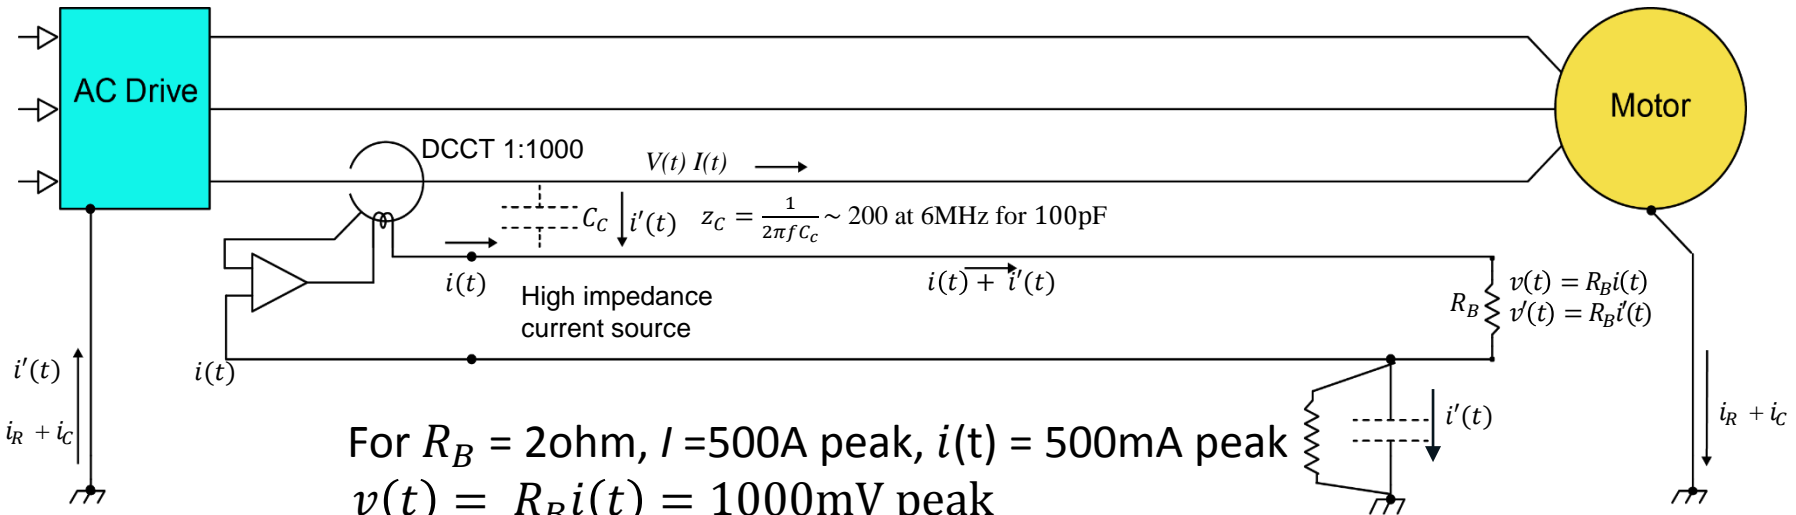 AC Drive
Motor
DCCT 1:1000
V(t) I(t)
C_C
i'(t)
z_C = 1/(2πfC_c) ~ 200 at 6MHz for 100pF
i(t)
i(t) + i'(t)
High impedance
current source
R_B
v(t) = R_B i(t)
v'(t) = R_B i'(t)
i'(t)
i(t)
i_R + i_C
i'(t)
i_R + i_C
For R_B = 2ohm, I =500A peak, i(t) = 500mA peak
v(t) = R_B i(t) = 1000mV peak